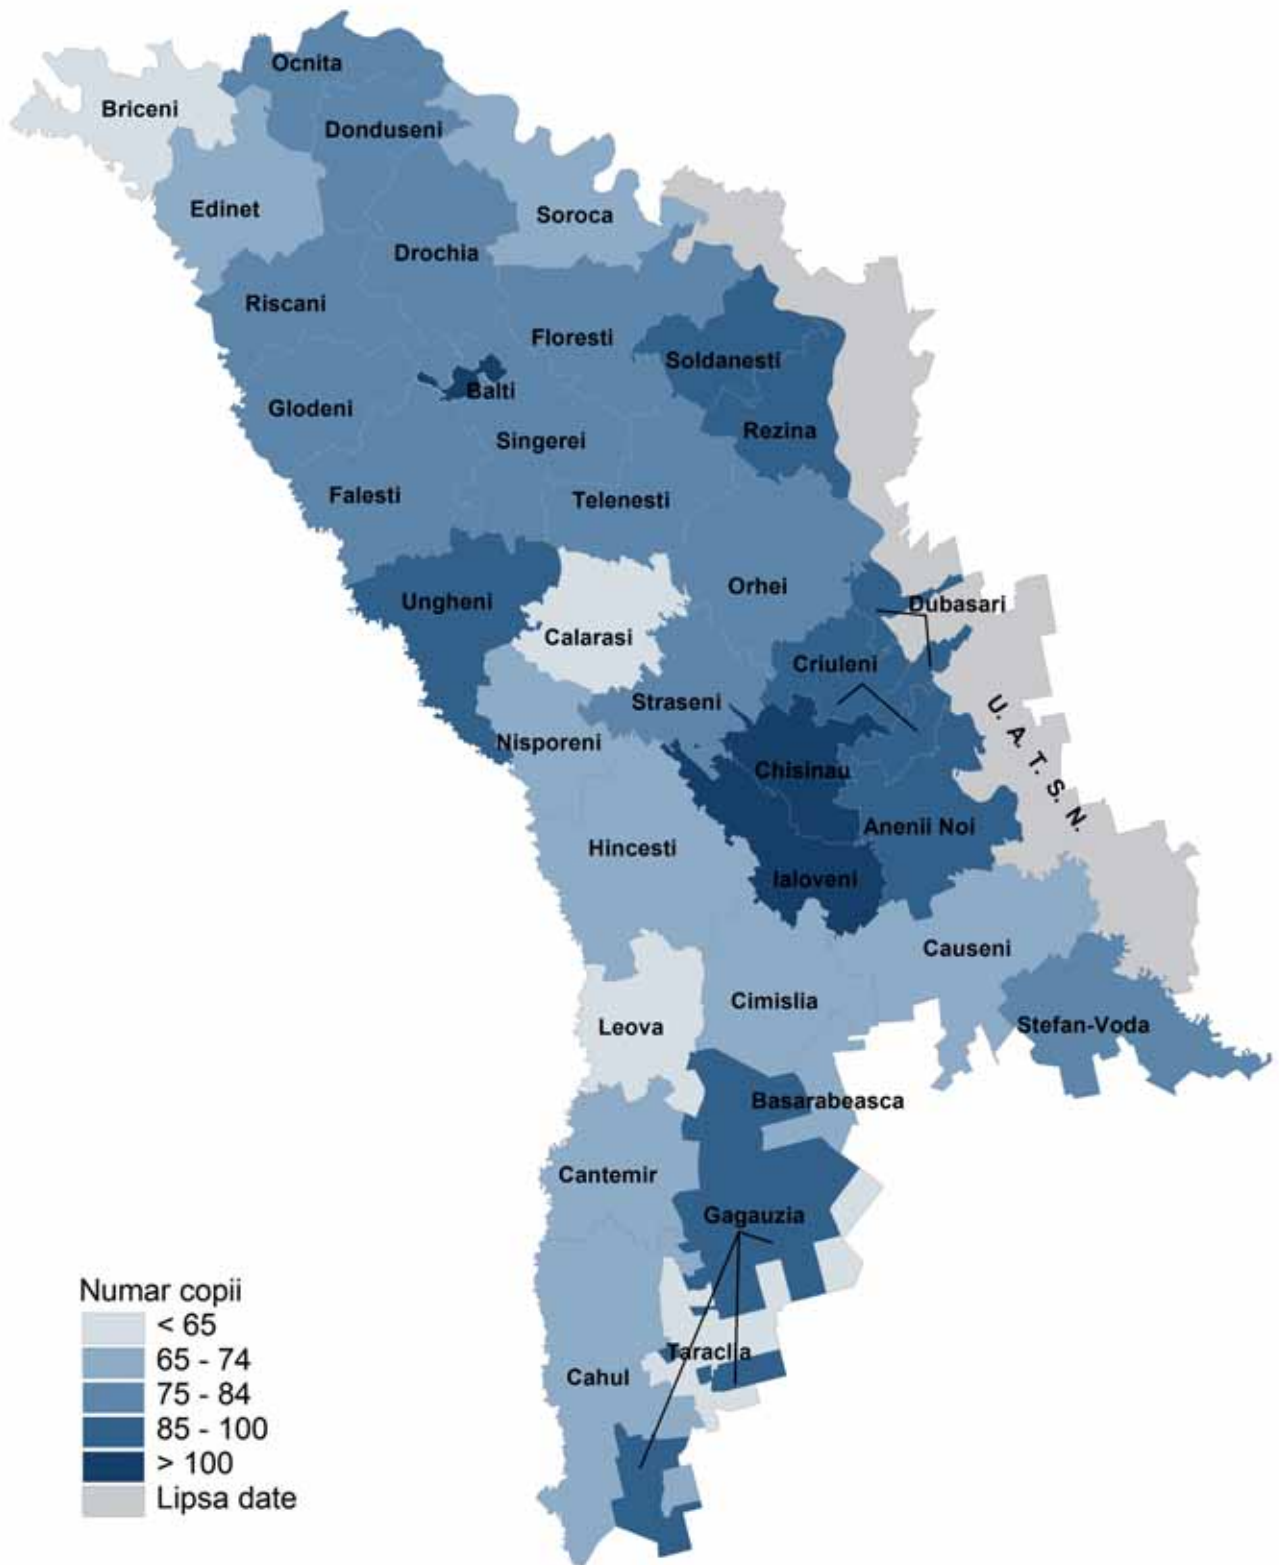 Ocnita
Briceni
Donduseni
Edinet
Soroca
Drochia
Riscani
Floresti
Soldanesti
Balti
Glodeni
Rezina
Singerei
Falesti
Telenesti
Orhei
Ungheni
Dubasari
Calarasi
Criuleni
Straseni
U. A. T. S. N.
Nisporeni
Chisinau
Anenii Noi
Hincesti
Ialoveni
Causeni
Cimislia
Stefan-Voda
Leova
Basarabeasca
Cantemir
Gagauzia
Taraclia
Cahul
Numar copii
< 65
65 - 74
75 - 84
85 - 100
> 100
Lipsa date